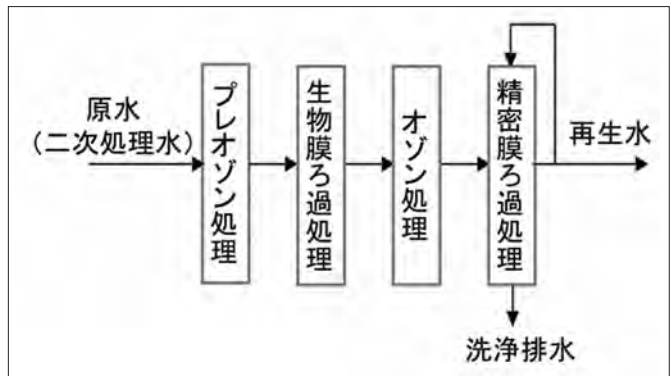 原水
(二次処理水)
プレオゾン処理
生物膜ろ過処理
オゾン処理
精密膜ろ過処理
再生水
洗浄排水